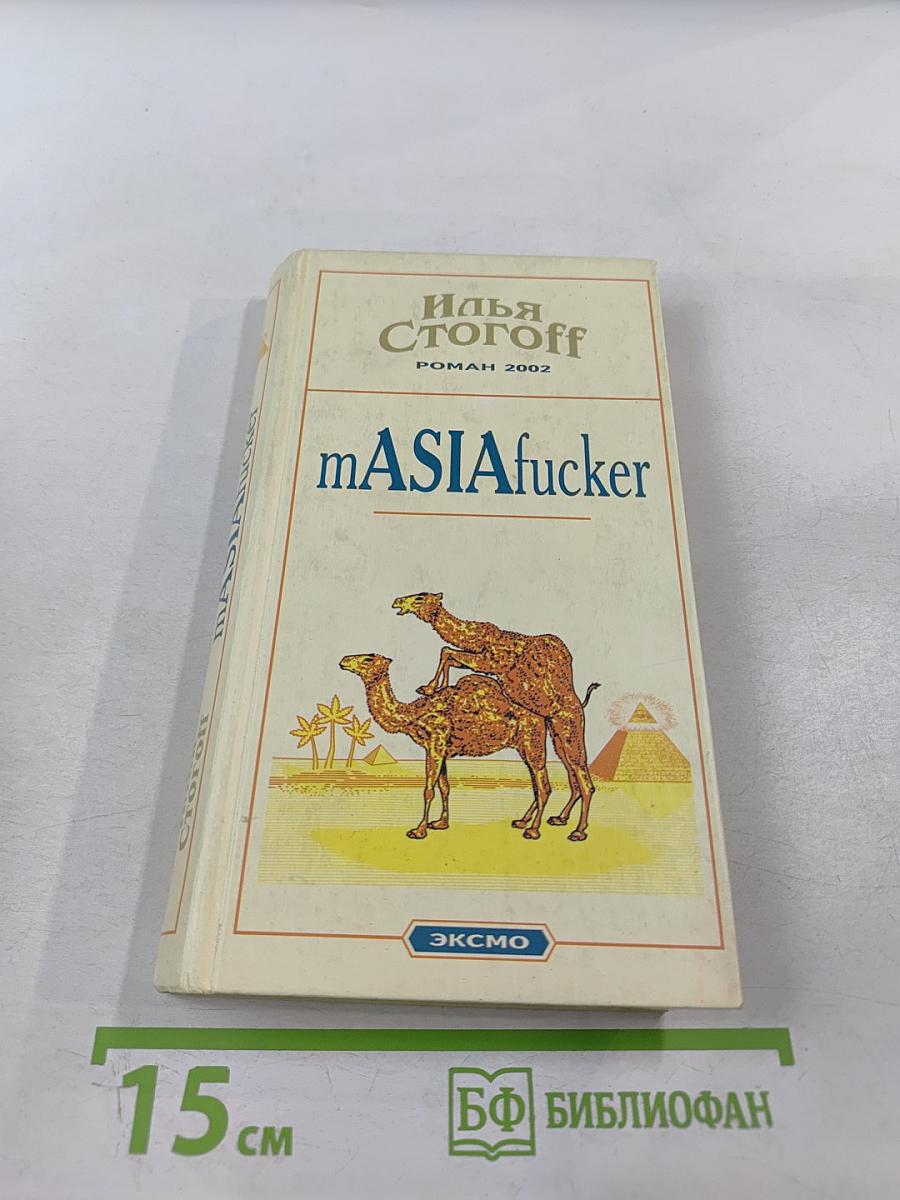 Илья
Стогоff
РОМАН 2002
mASIAfucker
ЭКСМО
mASIAfucker
Стогоff
15 см
БФ БИБЛИОФАН